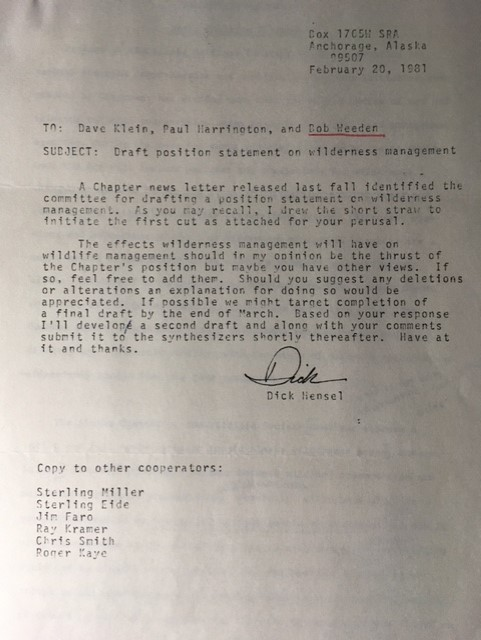 Box 1705H SRA
Anchorage, Alaska
99507
February 20, 1981
TO: Dave Klein, Paul Harrington, and Bob Weeden
SUBJECT: Draft position statement on wilderness management
A Chapter news letter released last fall identified the
committee for drafting a position statement on wilderness
management. As you may recall, I drew the short straw to
initiate the first cut as attached for your perusal.
The effects wilderness management will have on
wildlife management should in my opinion be the thrust of
the Chapter's position but maybe you have other views. If
so, feel free to add them. Should you suggest any deletions
or alterations an explanation for doing so would be
appreciated. If possible we might target completion of
a final draft by the end of March. Based on your response
I'll develop a second draft and along with your comments
submit it to the synthesizers shortly thereafter. Have at
it and thanks.
Dick
Dick Hensel
Copy to other cooperators:
Sterling Miller
Sterling Eide
Jim Faro
Ray Kramer
Chris Smith
Roger Kaye